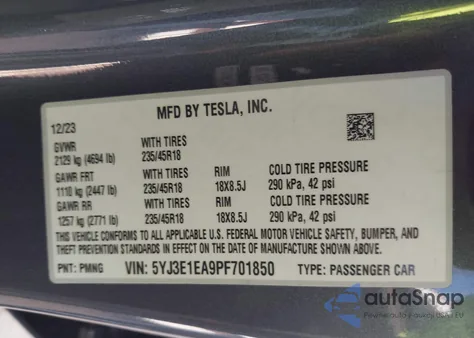 MFD BY TESLA, INC.
12/23
GVWR WITH TIRES
2129 kg (4694 lb) 235/45R18
GAWR FRT WITH TIRES RIM COLD TIRE PRESSURE
1110 kg (2447 lb) 235/45R18 18X8.5J 290 kPa, 42 psi
GAWR RR WITH TIRES RIM COLD TIRE PRESSURE
1257 kg (2771 lb) 235/45R18 18X8.5J 290 kPa, 42 psi
THIS VEHICLE CONFORMS TO ALL APPLICABLE U.S. FEDERAL MOTOR VEHICLE SAFETY, BUMPER, AND
THEFT PREVENTION STANDARDS IN EFFECT ON THE DATE OF MANUFACTURE SHOWN ABOVE.
PNT: PMNG VIN: 5YJ3E1EA9PF701850 TYPE: PASSENGER CAR
autaSnap